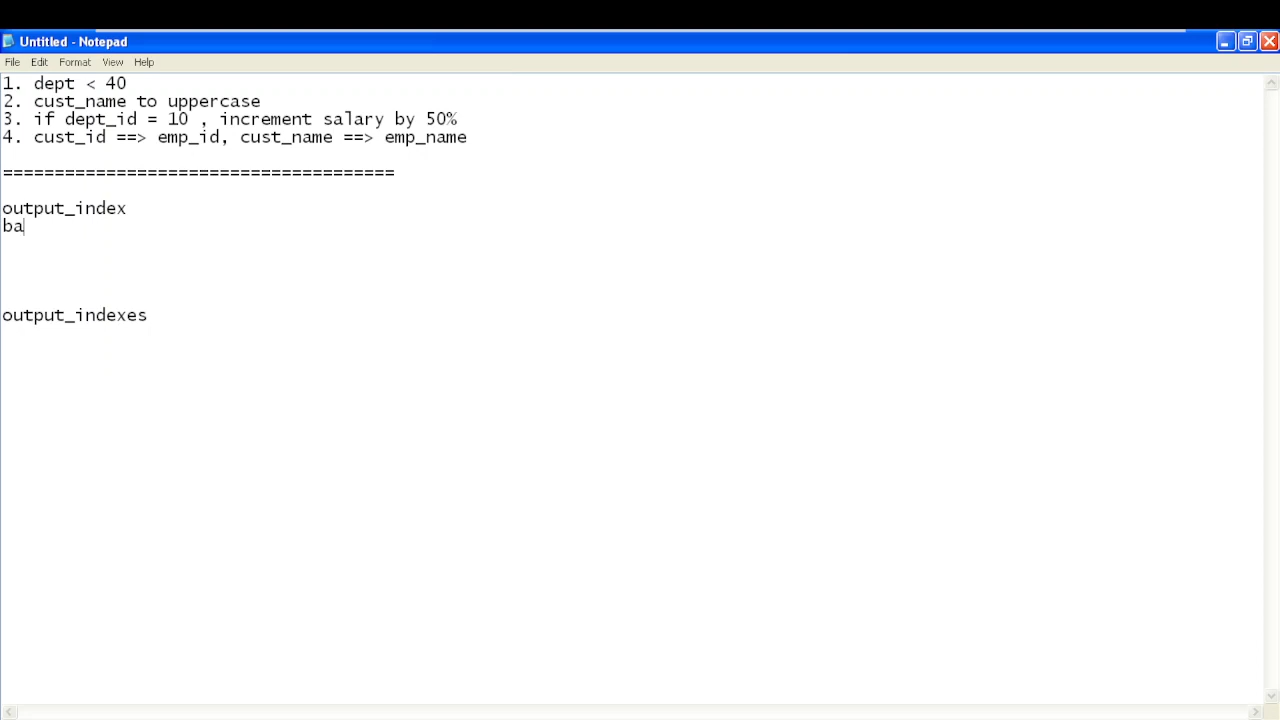 Untitled - Notepad
File Edit Format View Help
1. dept < 40
2. cust_name to uppercase
3. if dept_id = 10 , increment salary by 50%
4. cust_id ==> emp_id, cust_name ==> emp_name
======================================
output_index
ba
output_indexes